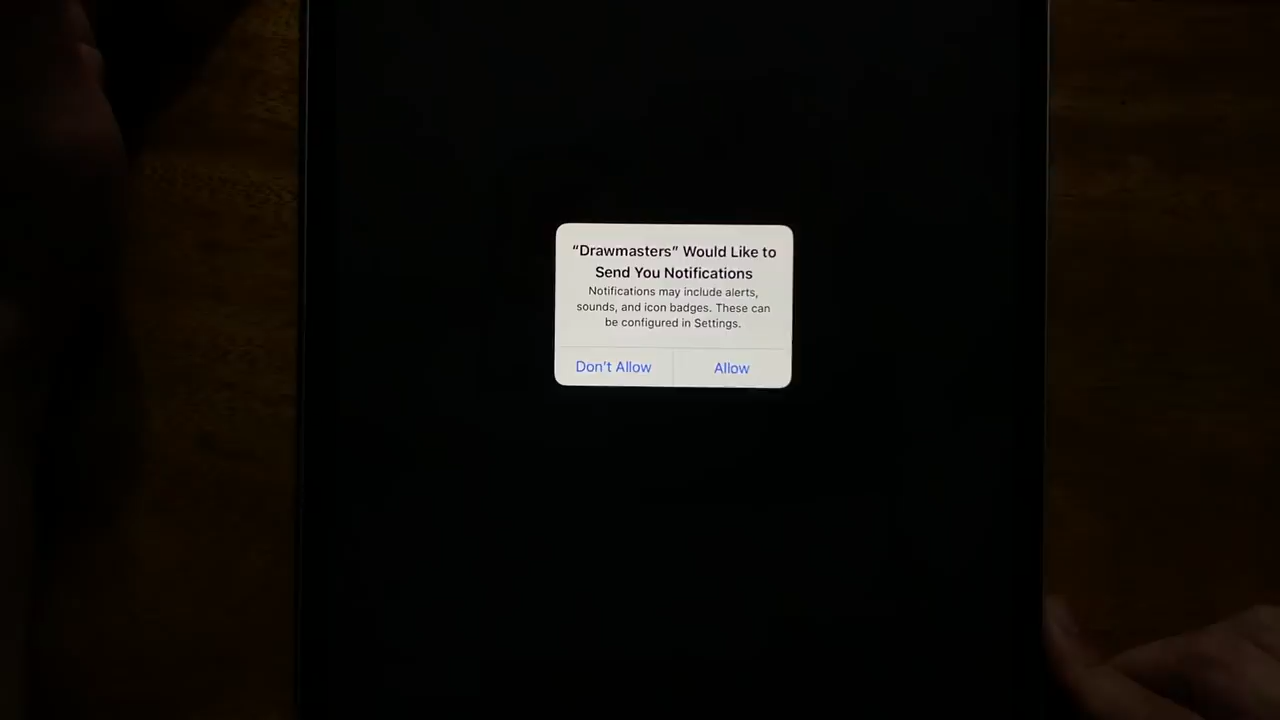 “Drawmasters” Would Like to
Send You Notifications
Notifications may include alerts,
sounds, and icon badges. These can
be configured in Settings.
Don't Allow
Allow